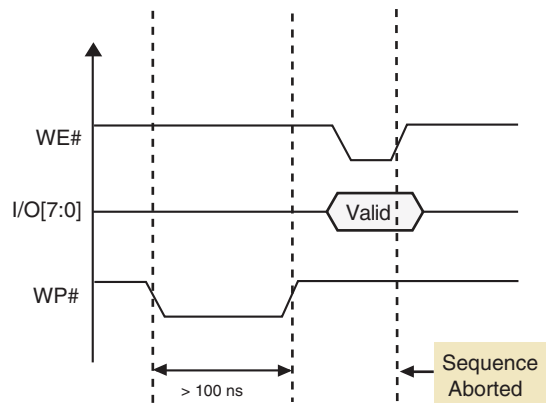 WE#
I/O[7:0]
Valid
WP#
> 100 ns
Sequence
Aborted